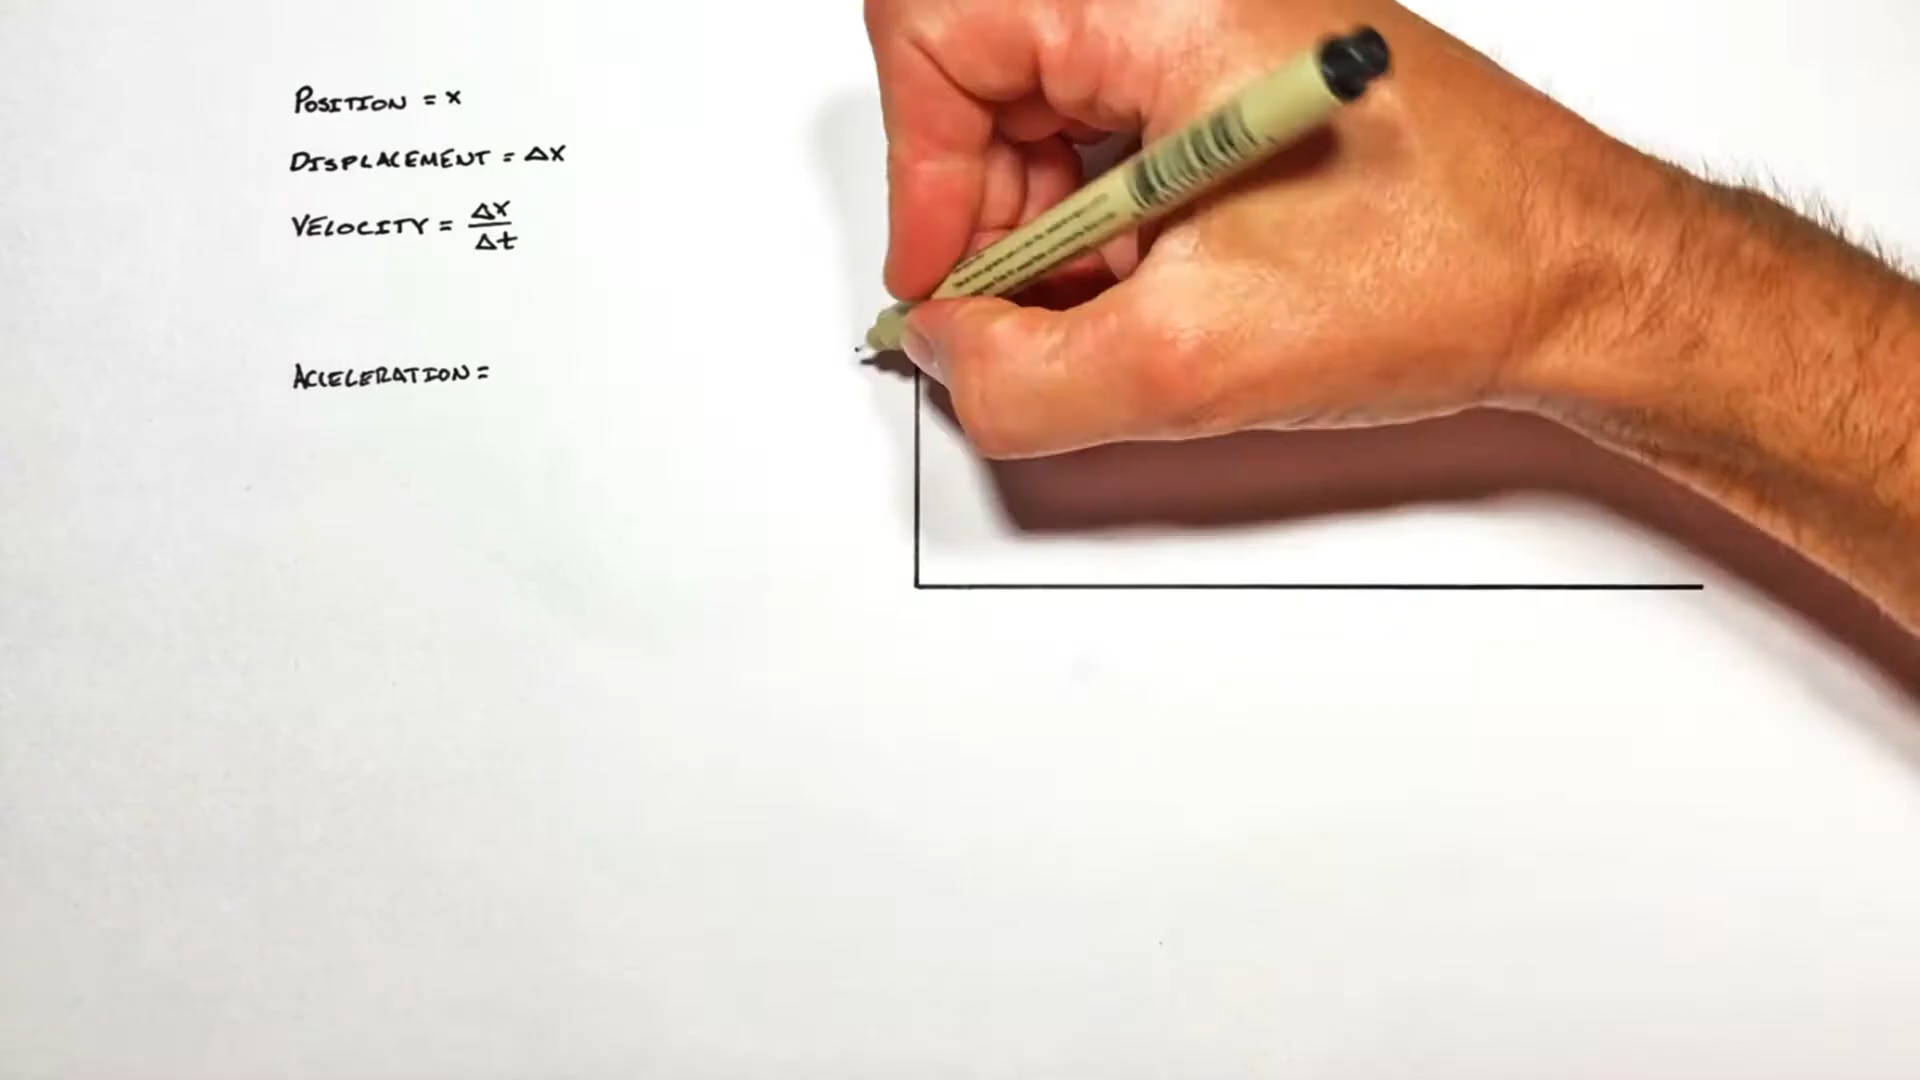 POSITION = x
DISPLACEMENT = Δx
VELOCITY = Δx/Δt
ACCELERATION =